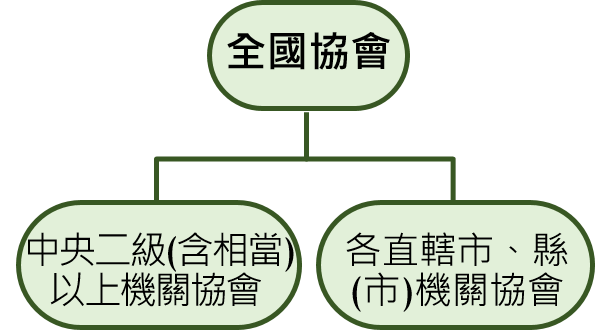 全國協會
中央二級(含相當)
以上機關協會
各直轄市、縣
(市)機關協會